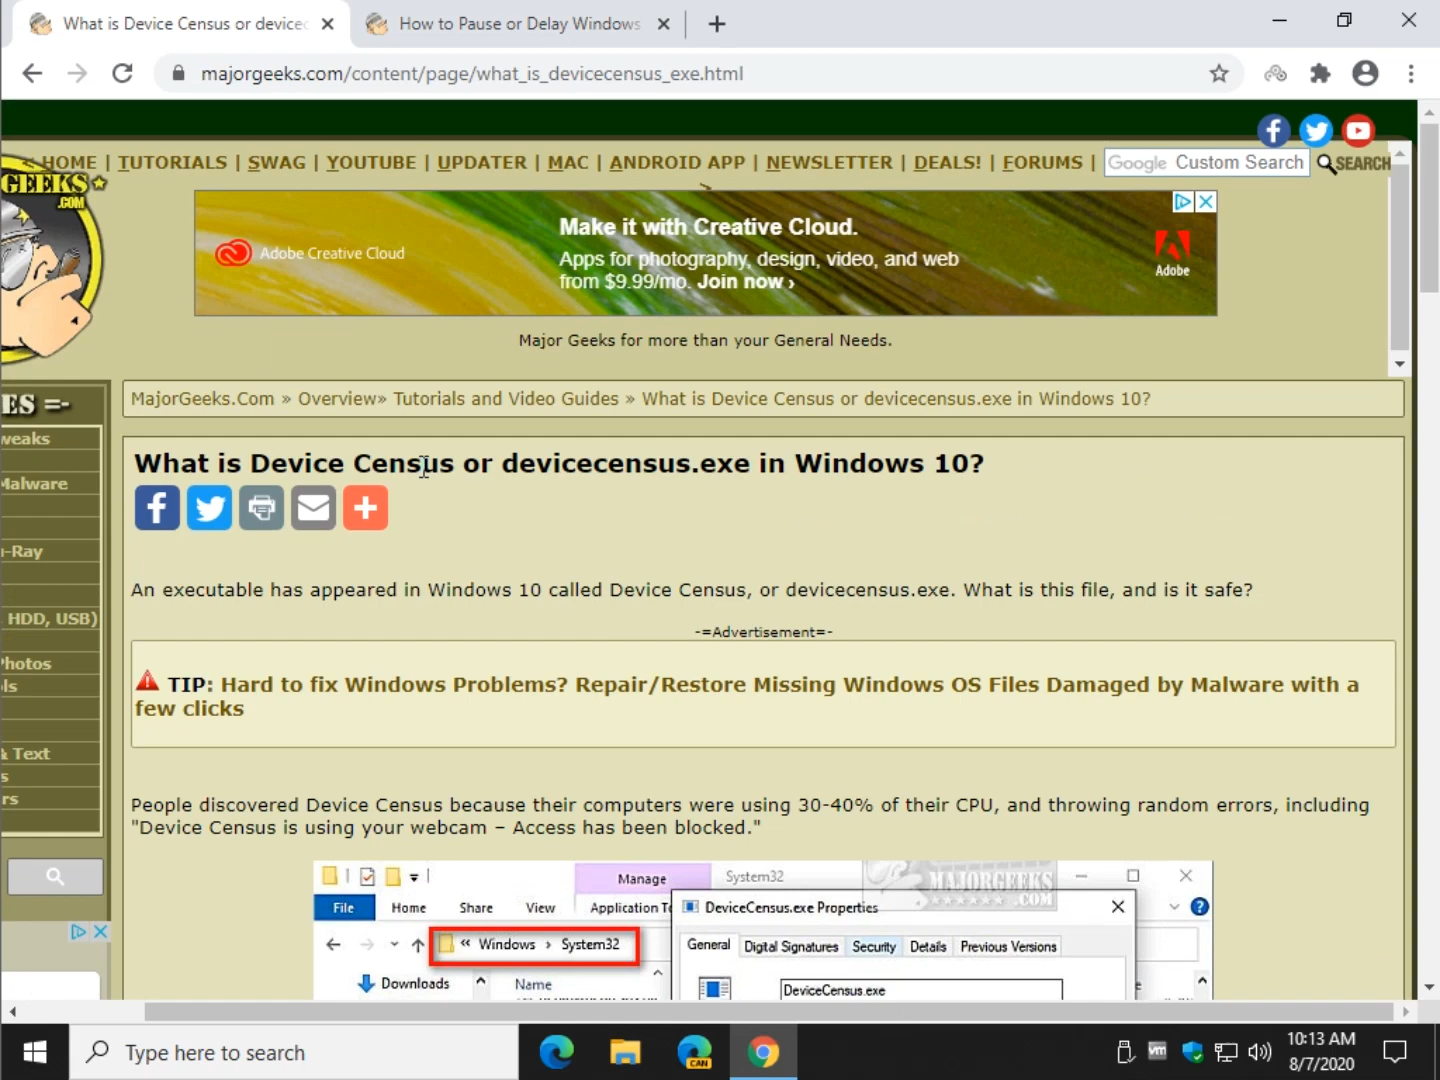 What is Device Census or device
How to Pause or Delay Windows
majorgeeks.com/content/page/what_is_devicecensus_exe.html
HOME | TUTORIALS | SWAG | YOUTUBE | UPDATER | MAC | ANDROID APP | NEWSLETTER | DEALS! | FORUMS |
Google Custom Search
SEARCH
GEEKS
.COM
Adobe Creative Cloud
Make it with Creative Cloud.
Apps for photography, design, video, and web
from $9.99/mo. Join now ›
Adobe
Major Geeks for more than your General Needs.
ES =-
weaks
Malware
-Ray
HDD, USB)
Photos
ls
& Text
s
rs
MajorGeeks.Com » Overview» Tutorials and Video Guides » What is Device Census or devicecensus.exe in Windows 10?
What is Device Census or devicecensus.exe in Windows 10?
An executable has appeared in Windows 10 called Device Census, or devicecensus.exe. What is this file, and is it safe?
-=Advertisement=-
TIP: Hard to fix Windows Problems? Repair/Restore Missing Windows OS Files Damaged by Malware with a
few clicks
People discovered Device Census because their computers were using 30-40% of their CPU, and throwing random errors, including
"Device Census is using your webcam – Access has been blocked."
Manage
System32
MAJORGEEKS
.COM
File
Home
Share
View
Application To
DeviceCensus.exe Properties
« Windows › System32
General
Digital Signatures
Security
Details
Previous Versions
Downloads
Name
DeviceCensus.exe
Type here to search
CAN
vm
10:13 AM
8/7/2020